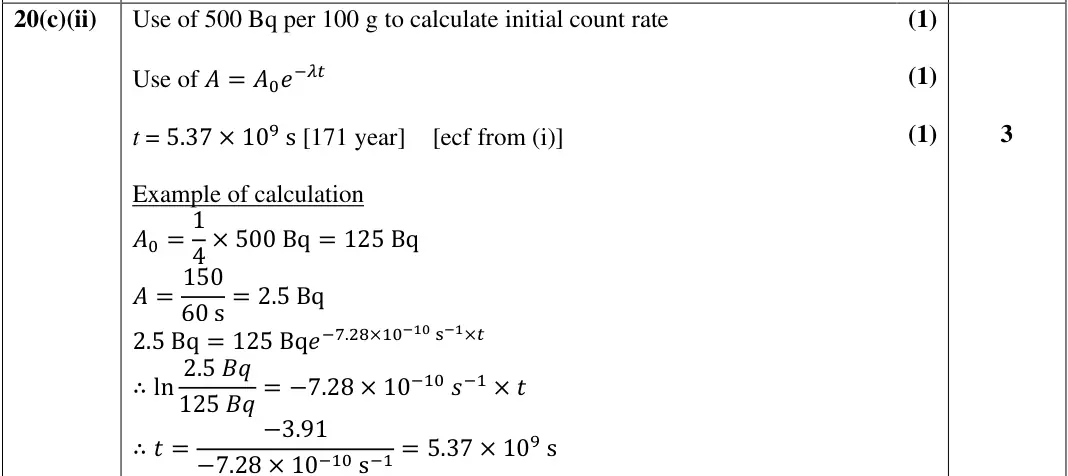 20(c)(ii) Use of 500 Bq per 100 g to calculate initial count rate (1)
Use of A = A₀e^{−λt} (1)
t = 5.37 × 10⁹ s [171 year] [ecf from (i)] (1) 3
Example of calculation
A₀ = 1/4 × 500 Bq = 125 Bq
A = 150/60 s = 2.5 Bq
2.5 Bq = 125 Bqe^{−7.28×10⁻¹⁰ s⁻¹×t}
∴ ln 2.5 Bq/125 Bq = −7.28 × 10⁻¹⁰ s⁻¹ × t
∴ t = −3.91/−7.28 × 10⁻¹⁰ s⁻¹ = 5.37 × 10⁹ s